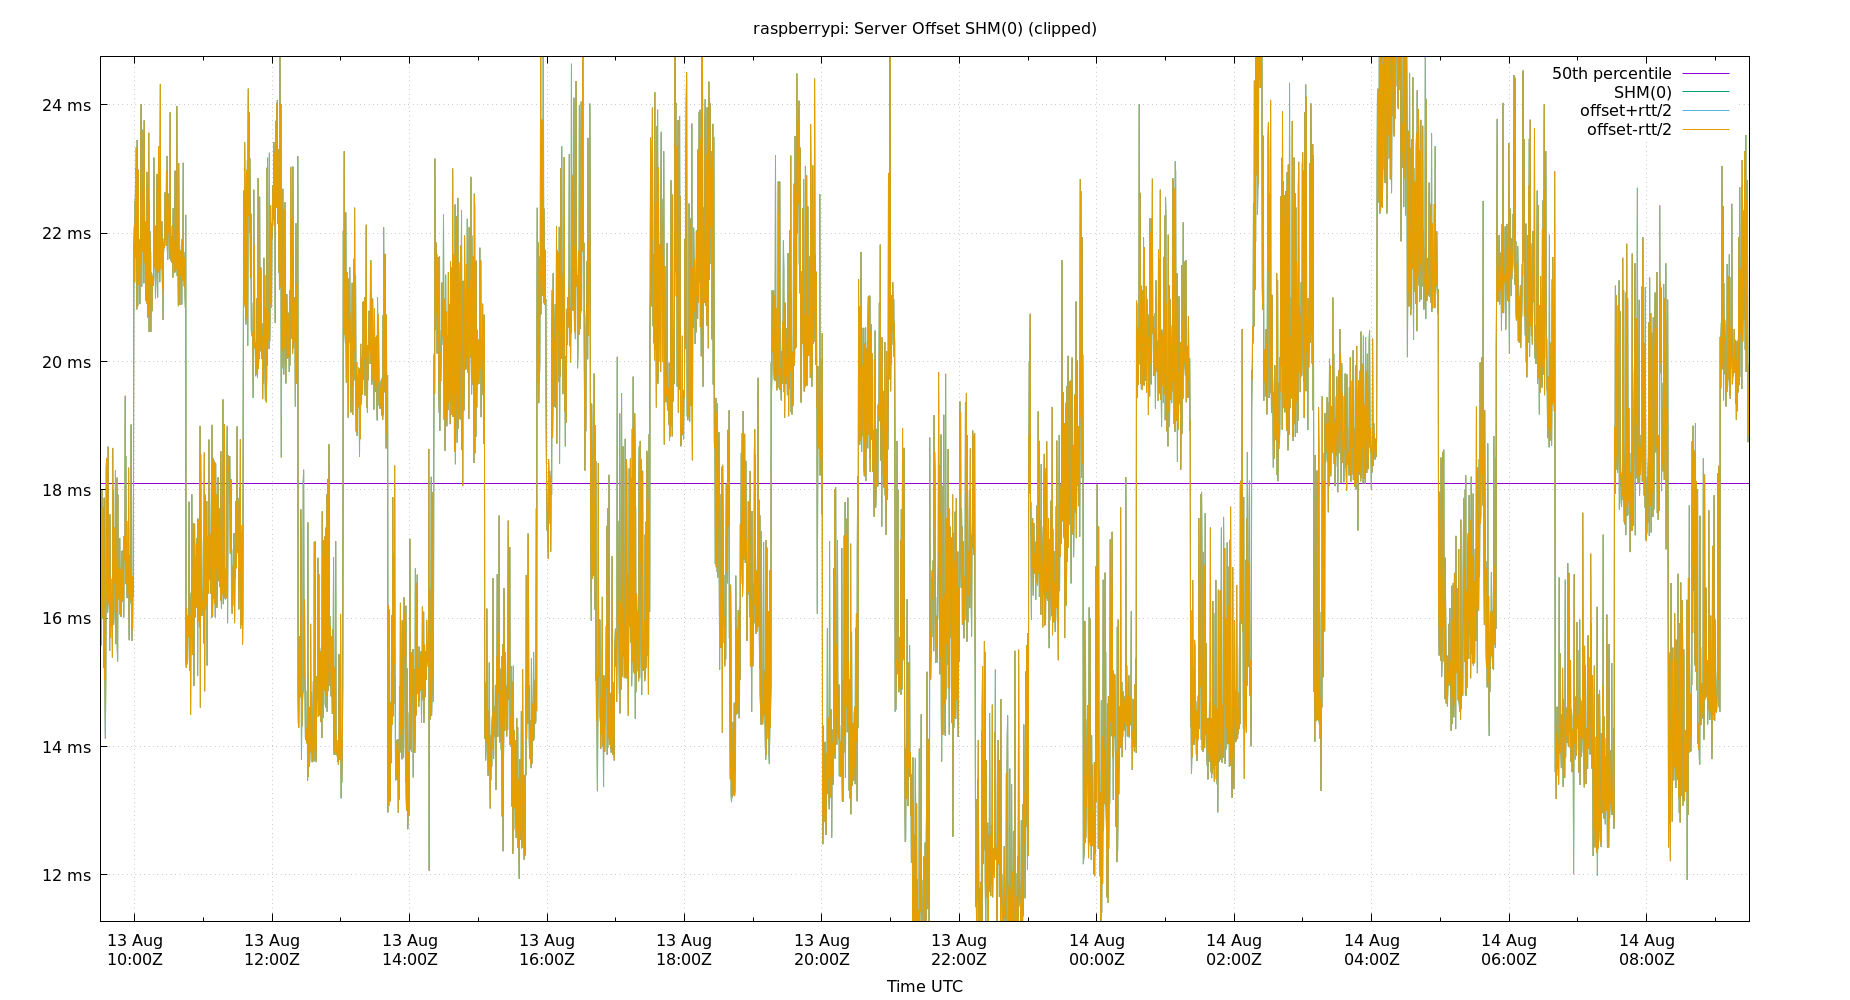 raspberrypi: Server Offset SHM(0) (clipped)
50th percentile
SHM(0)
offset+rtt/2
offset-rtt/2
24 ms
22 ms
20 ms
18 ms
16 ms
14 ms
12 ms
13 Aug 13 Aug 13 Aug 13 Aug 13 Aug 13 Aug 13 Aug 14 Aug 14 Aug 14 Aug 14 Aug 14 Aug
10:00Z 12:00Z 14:00Z 16:00Z 18:00Z 20:00Z 22:00Z 00:00Z 02:00Z 04:00Z 06:00Z 08:00Z
Time UTC